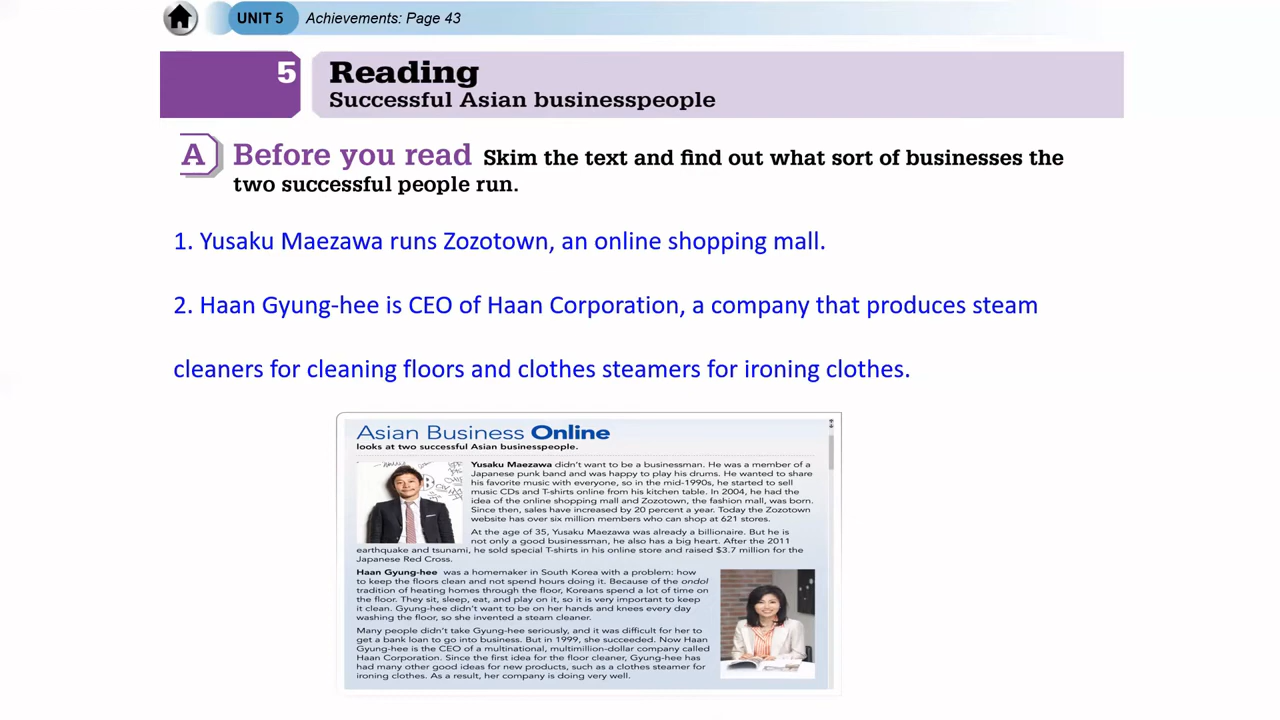 UNIT 5 Achievements: Page 43
5 Reading
Successful Asian businesspeople
A Before you read Skim the text and find out what sort of businesses the
two successful people run.
1. Yusaku Maezawa runs Zozotown, an online shopping mall.
2. Haan Gyung-hee is CEO of Haan Corporation, a company that produces steam
cleaners for cleaning floors and clothes steamers for ironing clothes.
Asian Business Online
looks at two successful Asian businesspeople.
Yusaku Maezawa didn't want to be a businessman. He was a member of a
Japanese punk band and was happy to play his drums. He wanted to share
his favorite music with everyone, so in the mid-1990s, he started to sell
music CDs and T-shirts online from his kitchen table. In 2004, he had the
idea of the online shopping mall and Zozotown, the fashion mall, was born.
Since then, sales have increased by 20 percent a year. Today the Zozotown
website has over six million members who can shop at 621 stores.
At the age of 35, Yusaku Maezawa was already a billionaire. But he is
not only a good businessman, he also has a big heart. After the 2011
earthquake and tsunami, he sold special T-shirts in his online store and raised $3.7 million for the
Japanese Red Cross.
Haan Gyung-hee was a homemaker in South Korea with a problem: how
to keep the floors clean and not spend hours doing it. Because of the ondol
tradition of heating homes through the floor, Koreans spend a lot of time on
the floor. They sit, sleep, eat, and play on it, so it is very important to keep
it clean. Gyung-hee didn't want to be on her hands and knees every day
washing the floor, so she invented a steam cleaner.
Many people didn't take Gyung-hee seriously, and it was difficult for her to
get a bank loan to go into business. But in 1999, she succeeded. Now Haan
Gyung-hee is the CEO of a multinational, multimillion-dollar company called
Haan Corporation. Since the first idea for the floor cleaner, Gyung-hee has
had many other good ideas for new products, such as a clothes steamer for
ironing clothes. As a result, her company is doing very well.